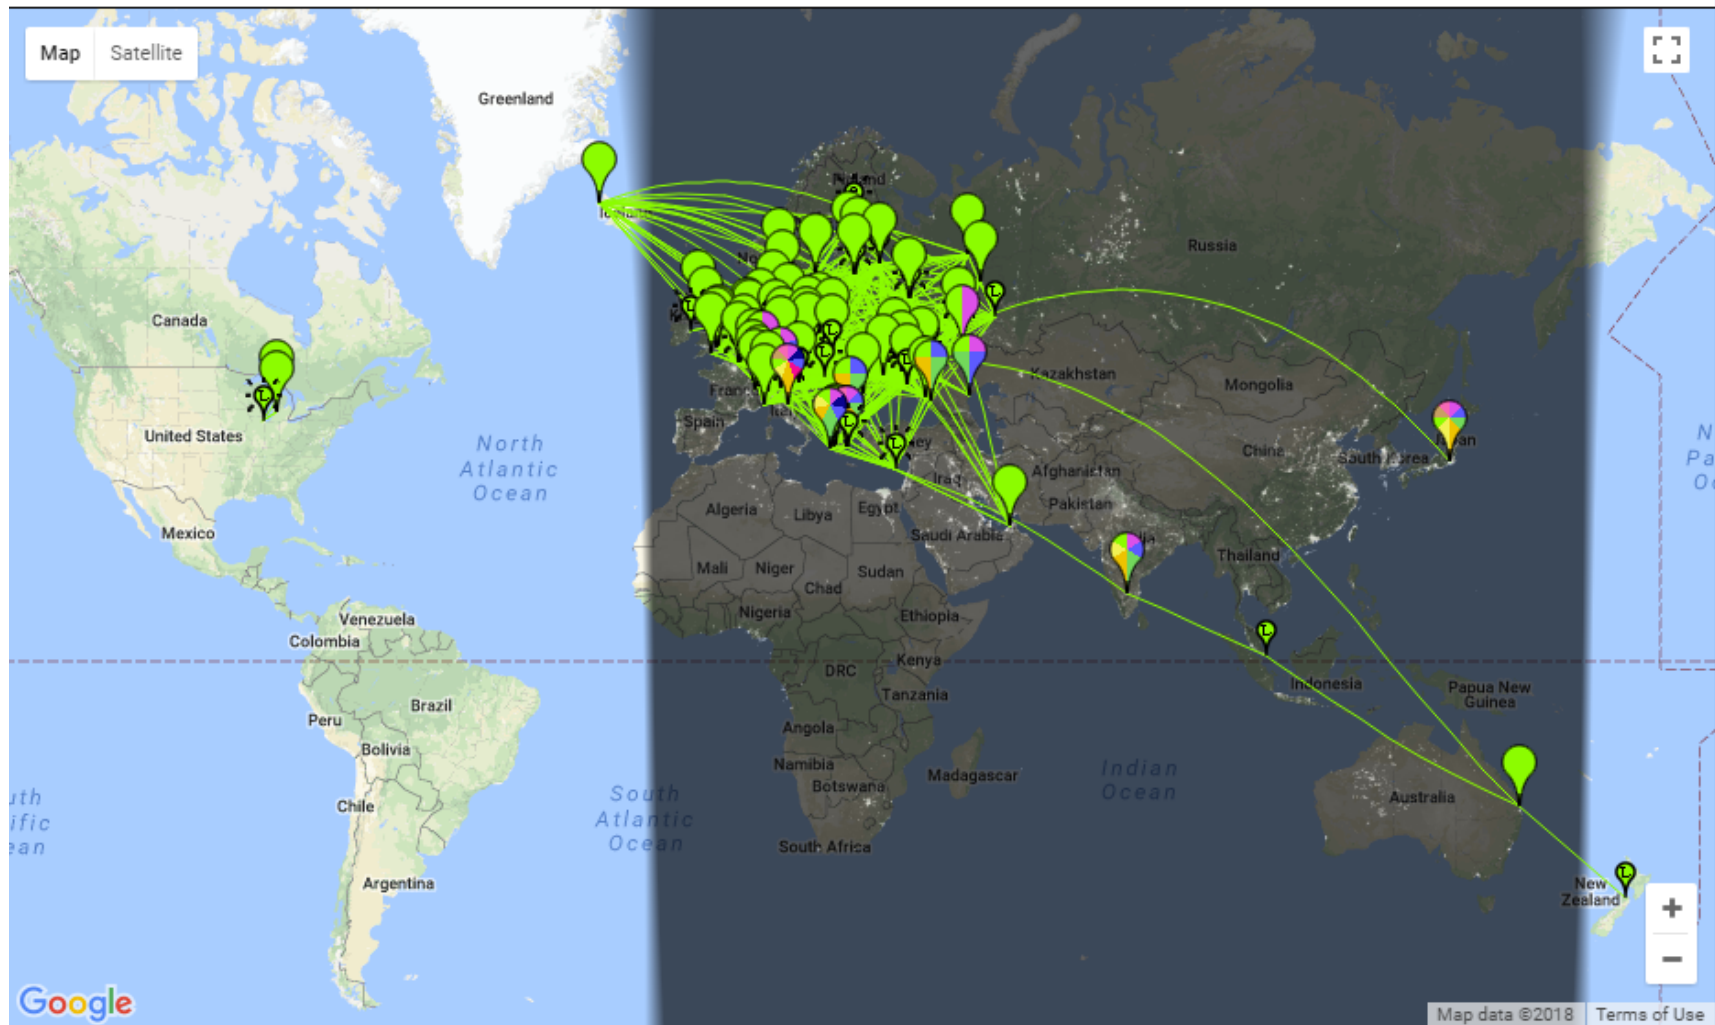 Map Satellite
Greenland
Russia
Canada
Kazakhstan
Mongolia
United States
Spain
North
Atlantic
Ocean
China
South Korea
Japan
Afghanistan
Iraq
Pakistan
Algeria
Libya
Egypt
Saudi Arabia
Mexico
Thailand
Mali
Niger
Sudan
Chad
Nigeria
Ethiopia
Venezuela
Colombia
Kenya
DRC
Indonesia
Tanzania
Papua New
Guinea
Brazil
Peru
Angola
Bolivia
Namibia
Botswana
Madagascar
Indian
Ocean
Chile
South
Atlantic
Ocean
Australia
South Africa
Argentina
New
Zealand
+
−
Google
Map data ©2018 Terms of Use